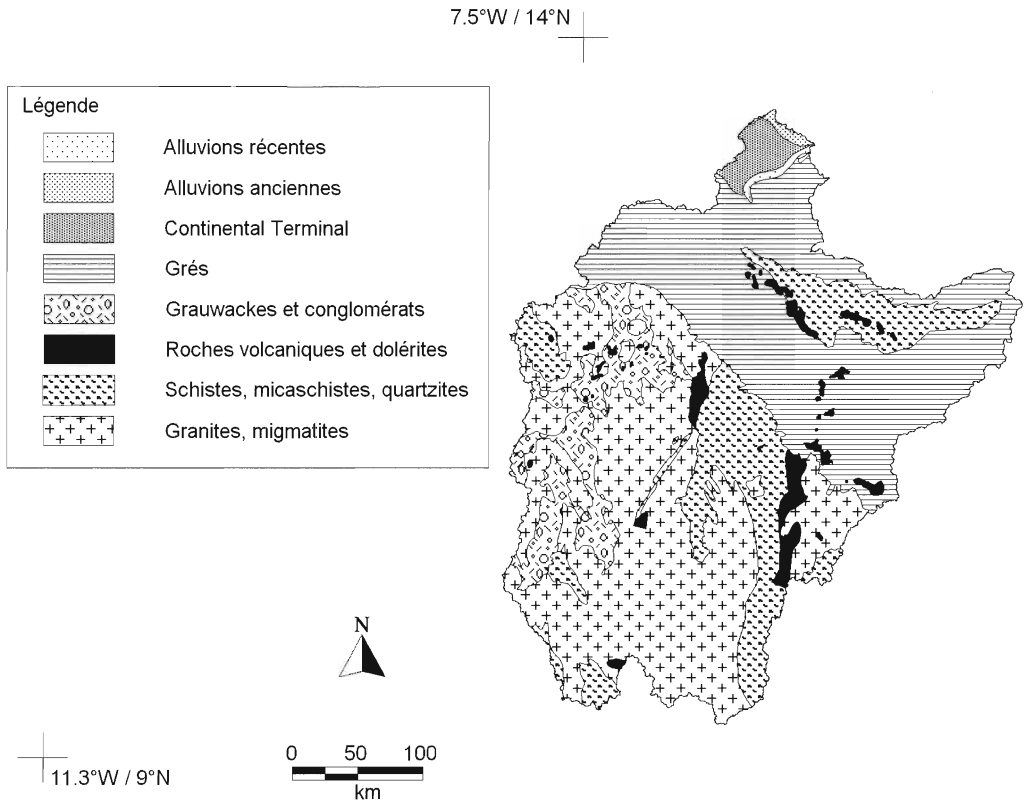 7.5°W / 14°N
Légende
Alluvions récentes
Alluvions anciennes
Continental Terminal
Grés
Grauwackes et conglomérats
Roches volcaniques et dolérites
Schistes, micaschistes, quartzites
Granites, migmatites
N
0 50 100
km
11.3°W / 9°N